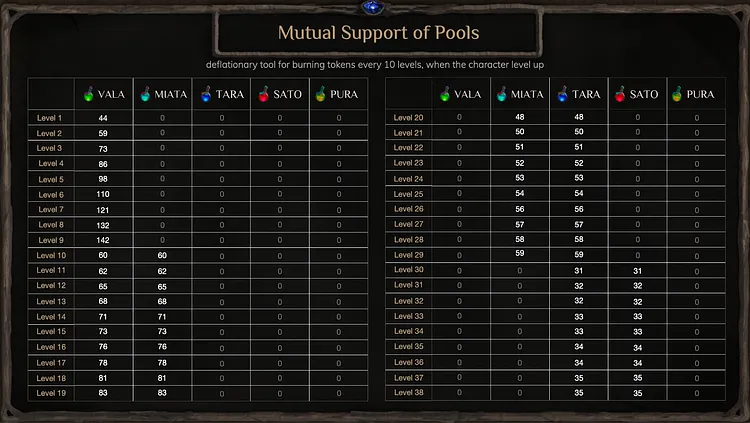 Mutual Support of Pools
deflationary tool for burning tokens every 10 levels, when the character level up
VALA MIATA TARA SATO PURA
Level 1 44 0 0 0 0
Level 2 59 0 0 0 0
Level 3 73 0 0 0 0
Level 4 86 0 0 0 0
Level 5 98 0 0 0 0
Level 6 110 0 0 0 0
Level 7 121 0 0 0 0
Level 8 132 0 0 0 0
Level 9 142 0 0 0 0
Level 10 60 60 0 0 0
Level 11 62 62 0 0 0
Level 12 65 65 0 0 0
Level 13 68 68 0 0 0
Level 14 71 71 0 0 0
Level 15 73 73 0 0 0
Level 16 76 76 0 0 0
Level 17 78 78 0 0 0
Level 18 81 81 0 0 0
Level 19 83 83 0 0 0
VALA MIATA TARA SATO PURA
Level 20 0 48 48 0 0
Level 21 0 50 50 0 0
Level 22 0 51 51 0 0
Level 23 0 52 52 0 0
Level 24 0 53 53 0 0
Level 25 0 54 54 0 0
Level 26 0 56 56 0 0
Level 27 0 57 57 0 0
Level 28 0 58 58 0 0
Level 29 0 59 59 0 0
Level 30 0 0 31 31 0
Level 31 0 0 32 32 0
Level 32 0 0 32 32 0
Level 33 0 0 33 33 0
Level 34 0 0 33 33 0
Level 35 0 0 34 34 0
Level 36 0 0 34 34 0
Level 37 0 0 35 35 0
Level 38 0 0 35 35 0